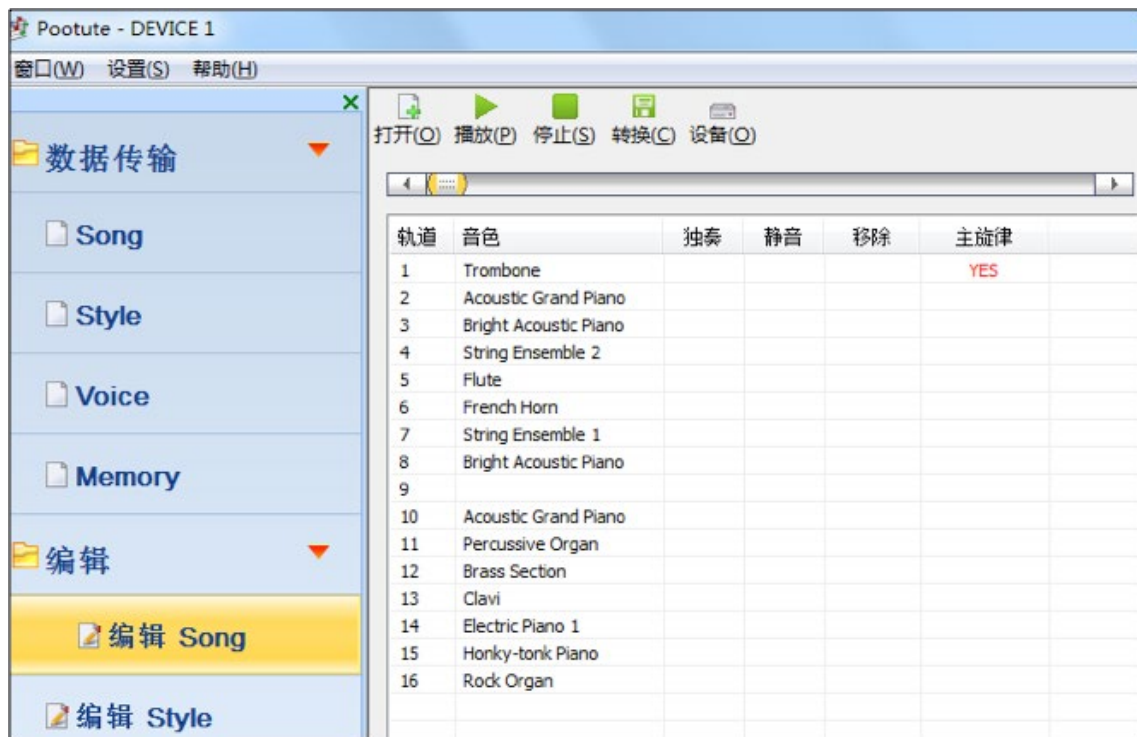 Pootute - DEVICE 1
窗口(W) 设置(S) 帮助(H)
数据传输
Song
Style
Voice
Memory
编辑
编辑 Song
编辑 Style
打开(O) 播放(P) 停止(S) 转换(C) 设备(O)
轨道 音色 独奏 静音 移除 主旋律
1 Trombone YES
2 Acoustic Grand Piano
3 Bright Acoustic Piano
4 String Ensemble 2
5 Flute
6 French Horn
7 String Ensemble 1
8 Bright Acoustic Piano
9
10 Acoustic Grand Piano
11 Percussive Organ
12 Brass Section
13 Clavi
14 Electric Piano 1
15 Honky-tonk Piano
16 Rock Organ